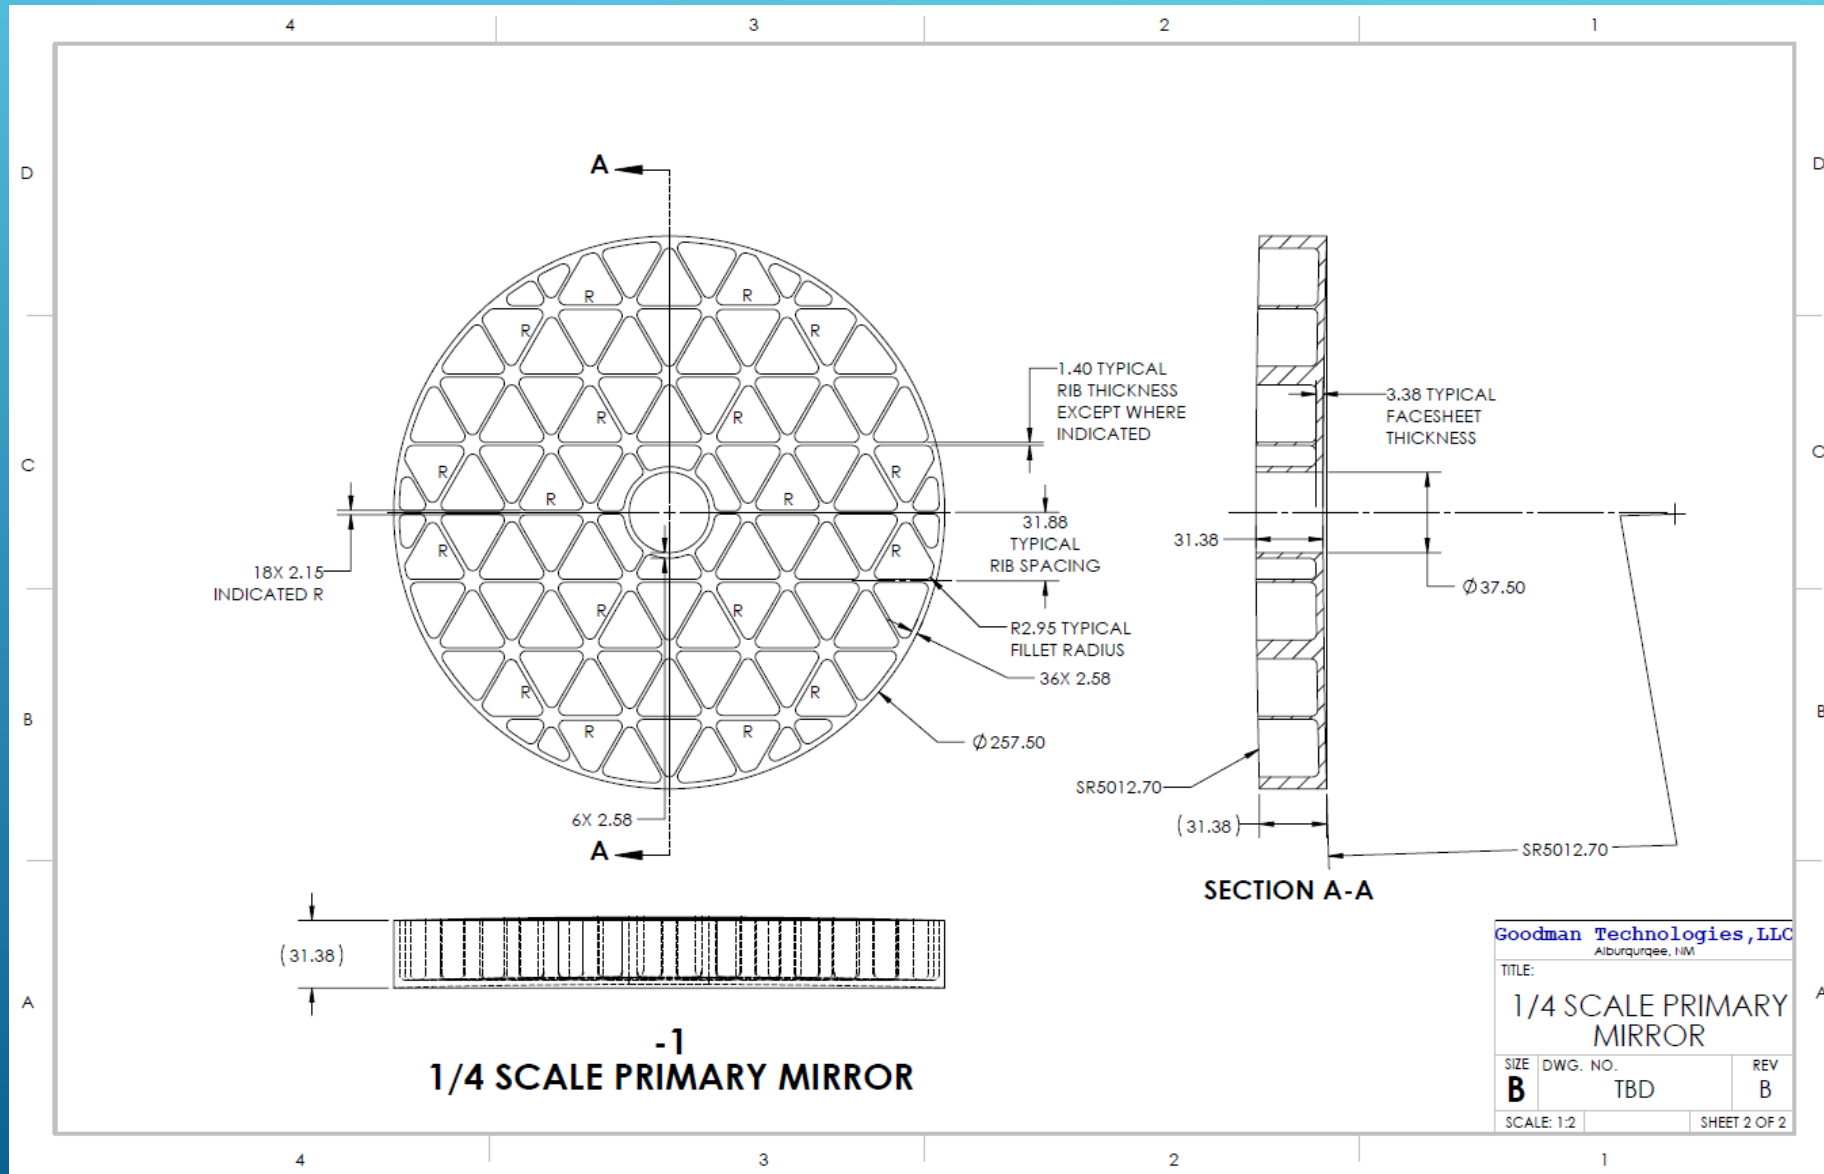 4 3 2 1
D D
A
R R
R R
1.40 TYPICAL
RIB THICKNESS
EXCEPT WHERE
INDICATED
3.38 TYPICAL
FACESHEET
THICKNESS
R R
C C
R R
R R
31.88
TYPICAL
RIB SPACING
31.38
18X 2.15
INDICATED R
R R
Ø37.50
R R
R2.95 TYPICAL
FILLET RADIUS
36X 2.58
R R
B B
R R
Ø257.50
SR5012.70
6X 2.58
(31.38)
A
SR5012.70
SECTION A-A
(31.38)
A A
-1
1/4 SCALE PRIMARY MIRROR
Goodman Technologies,LLC
Alburqurqee, NM
TITLE:
1/4 SCALE PRIMARY
MIRROR
SIZE DWG. NO. REV
B TBD B
SCALE: 1:2 SHEET 2 OF 2
4 3 2 1